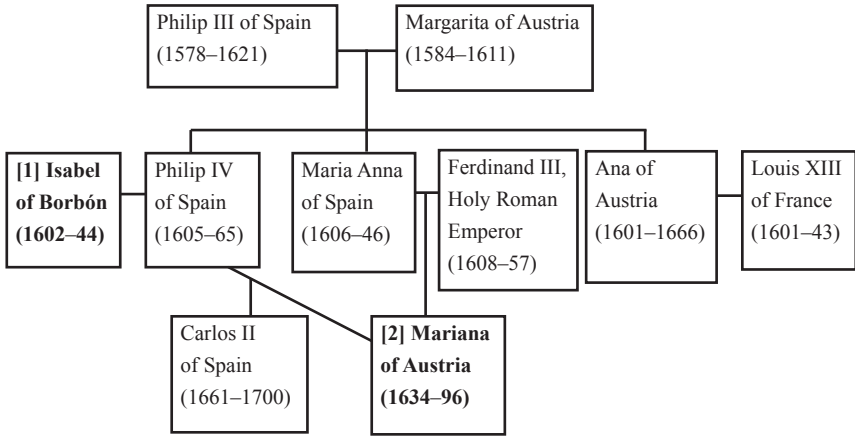 Philip III of Spain
(1578–1621)
Margarita of Austria
(1584–1611)
[1] Isabel
of Borbón
(1602–44)
Philip IV
of Spain
(1605–65)
Maria Anna
of Spain
(1606–46)
Ferdinand III,
Holy Roman
Emperor
(1608–57)
Ana of
Austria
(1601–1666)
Louis XIII
of France
(1601–43)
Carlos II
of Spain
(1661–1700)
[2] Mariana
of Austria
(1634–96)